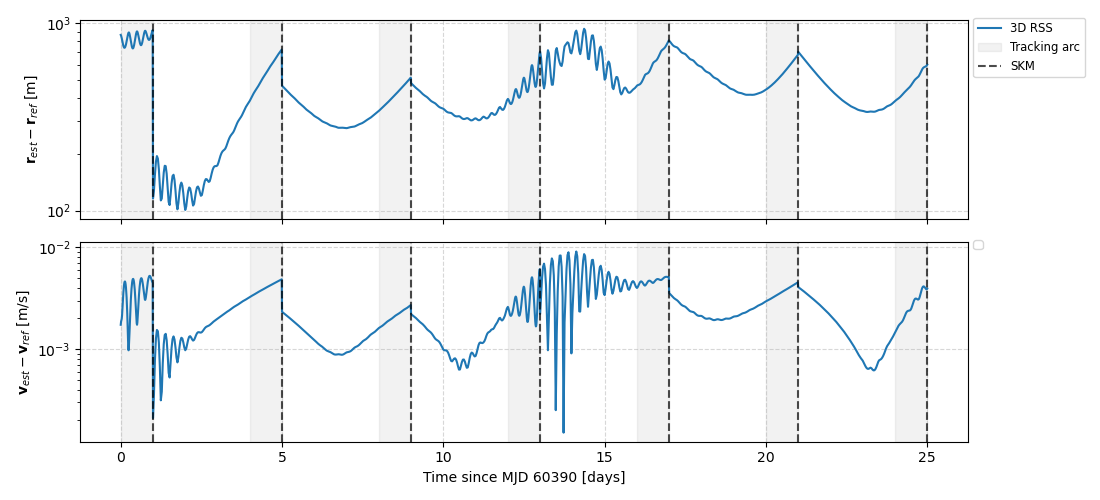 10³
10²
r_est − r_ref [m]
3D RSS
Tracking arc
SKM
10⁻²
10⁻³
v_est − v_ref [m/s]
0 5 10 15 20 25
Time since MJD 60390 [days]